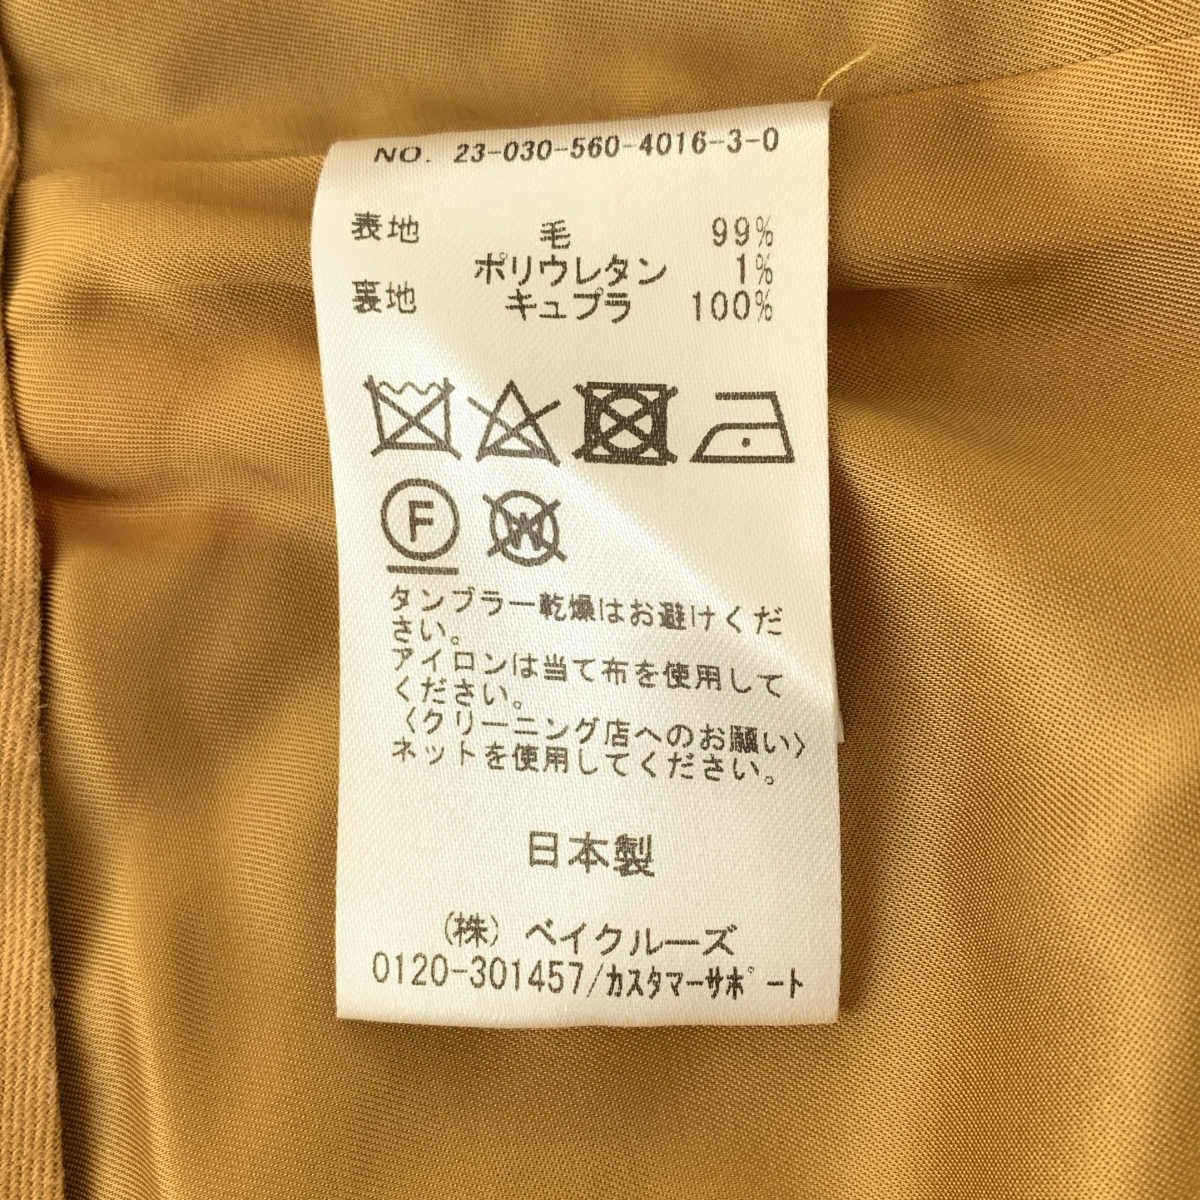 NO. 23-030-560-4016-3-0
表地 毛 99%
ポリウレタン 1%
裏地 キュプラ 100%
F W
タンブラー乾燥はお避けくだ
さい。
アイロンは当て布を使用して
ください。
〈クリーニング店へのお願い〉
ネットを使用してください。
日本製
(株) ベイクルーズ
0120-301457/カスタマーサポート